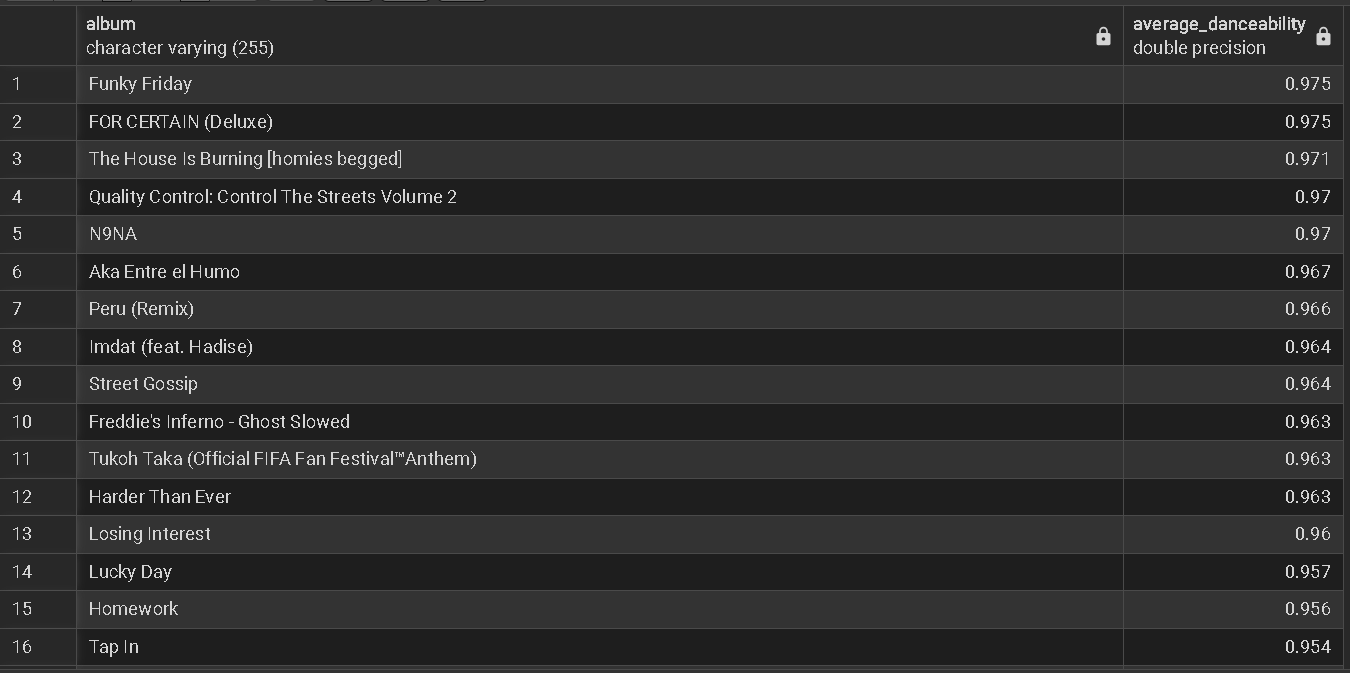 album average_danceability
character varying (255) double precision
1 Funky Friday 0.975
2 FOR CERTAIN (Deluxe) 0.975
3 The House Is Burning [homies begged] 0.971
4 Quality Control: Control The Streets Volume 2 0.97
5 N9NA 0.97
6 Aka Entre el Humo 0.967
7 Peru (Remix) 0.966
8 Imdat (feat. Hadise) 0.964
9 Street Gossip 0.964
10 Freddie's Inferno - Ghost Slowed 0.963
11 Tukoh Taka (Official FIFA Fan Festival™Anthem) 0.963
12 Harder Than Ever 0.963
13 Losing Interest 0.96
14 Lucky Day 0.957
15 Homework 0.956
16 Tap In 0.954